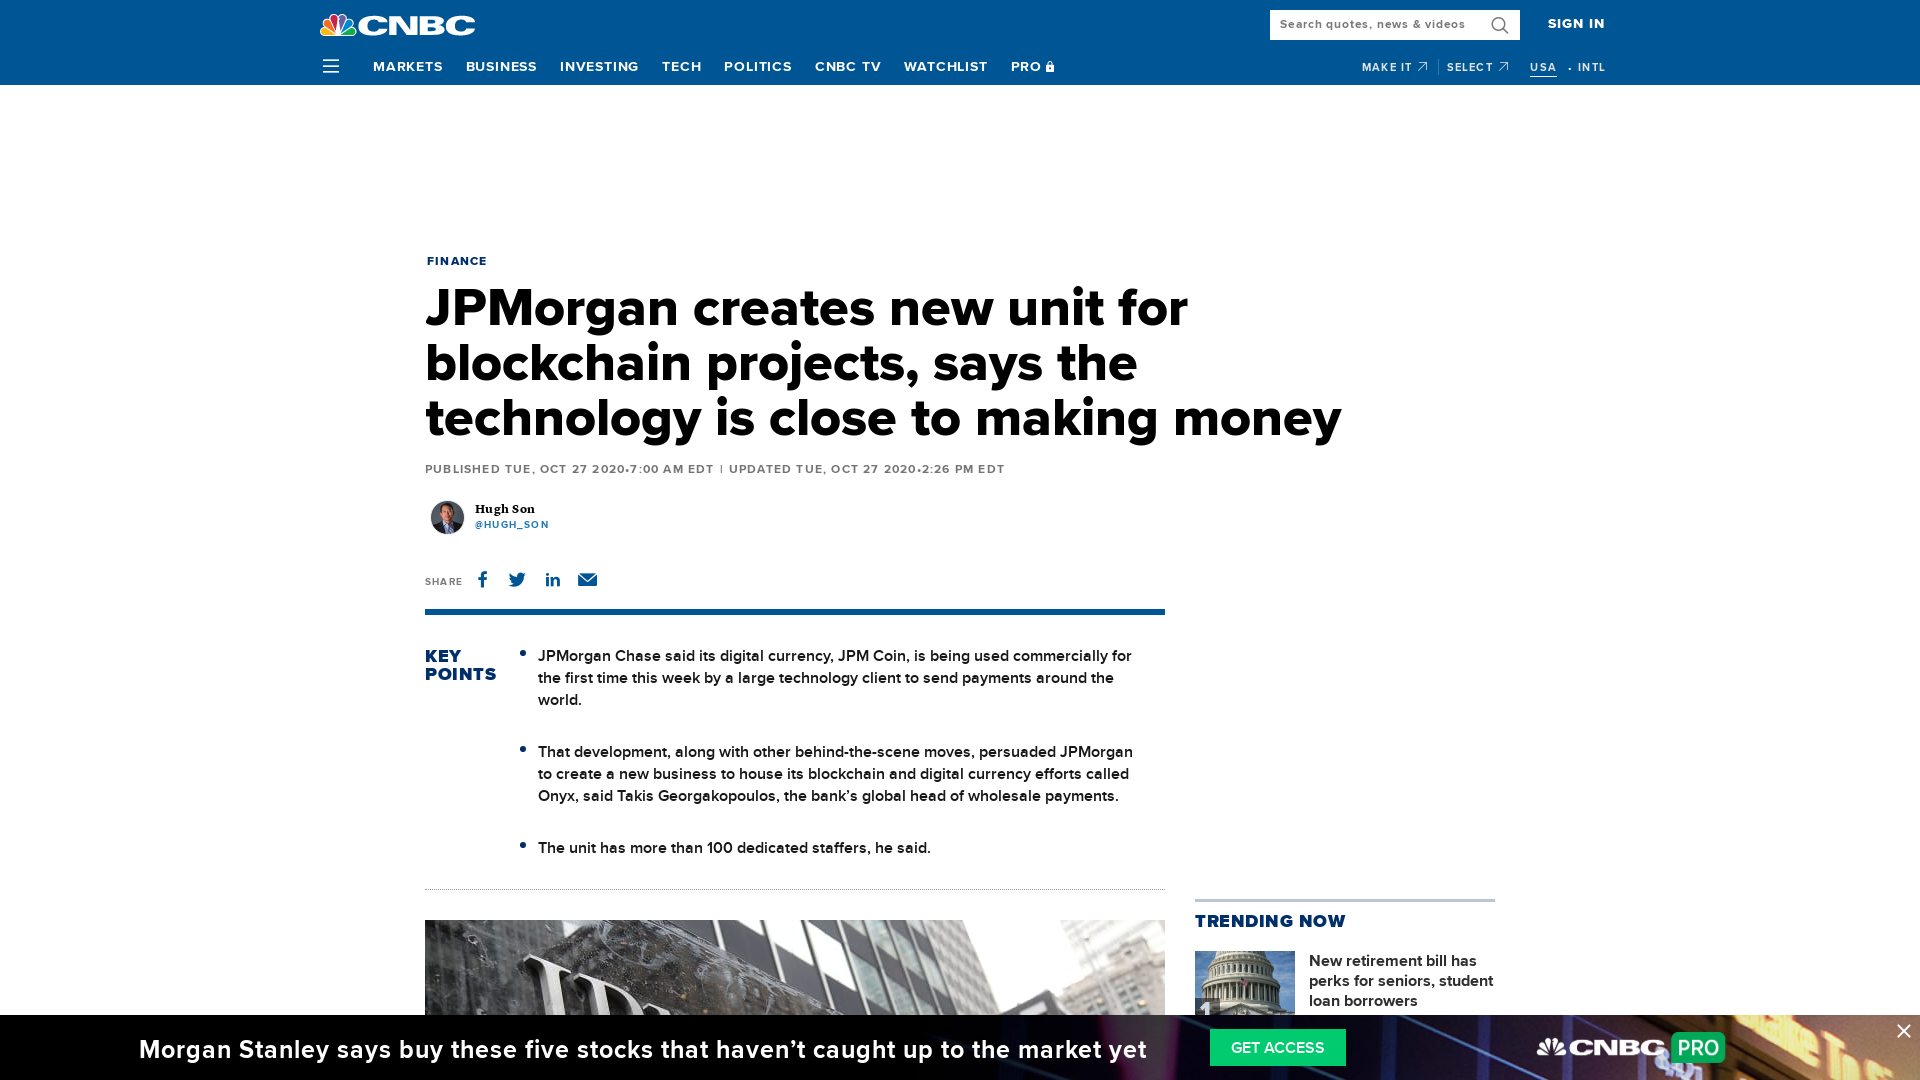 CNBC
Search quotes, news & videos
SIGN IN
MARKETS BUSINESS INVESTING TECH POLITICS CNBC TV WATCHLIST PRO
MAKE IT SELECT USA • INTL
FINANCE
JPMorgan creates new unit for
blockchain projects, says the
technology is close to making money
PUBLISHED TUE, OCT 27 2020•7:00 AM EDT | UPDATED TUE, OCT 27 2020•2:26 PM EDT
Hugh Son
@HUGH_SON
SHARE
KEY
POINTS
• JPMorgan Chase said its digital currency, JPM Coin, is being used commercially for
the first time this week by a large technology client to send payments around the
world.
• That development, along with other behind-the-scene moves, persuaded JPMorgan
to create a new business to house its blockchain and digital currency efforts called
Onyx, said Takis Georgakopoulos, the bank’s global head of wholesale payments.
• The unit has more than 100 dedicated staffers, he said.
TRENDING NOW
1
New retirement bill has
perks for seniors, student
loan borrowers
Morgan Stanley says buy these five stocks that haven’t caught up to the market yet
GET ACCESS
CNBC PRO